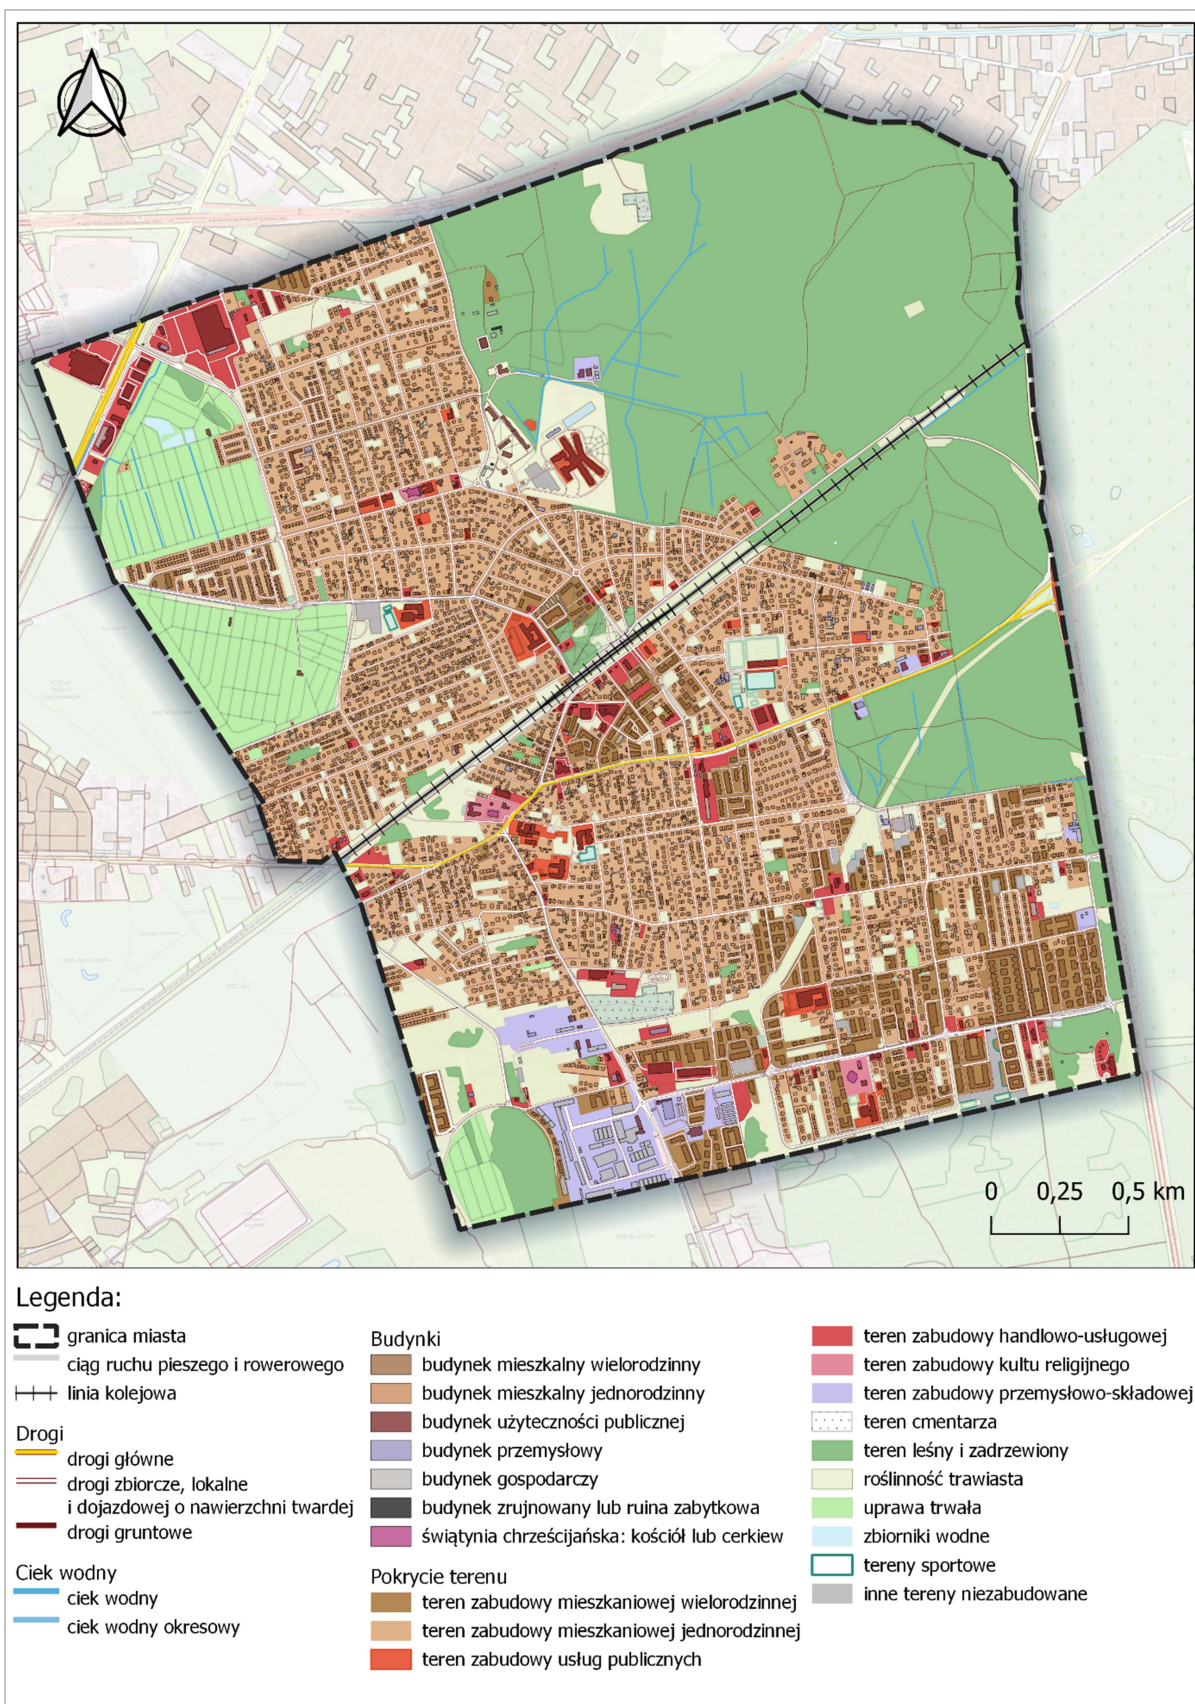 N
0 0,25 0,5 km
Legenda:
granica miasta
ciąg ruchu pieszego i rowerowego
linia kolejowa
Drogi
drogi główne
drogi zbiorcze, lokalne
i dojazdowej o nawierzchni twardej
drogi gruntowe
Ciek wodny
ciek wodny
ciek wodny okresowy
Budynki
budynek mieszkalny wielorodzinny
budynek mieszkalny jednorodzinny
budynek użyteczności publicznej
budynek przemysłowy
budynek gospodarczy
budynek zrujnowany lub ruina zabytkowa
świątynia chrześcijańska: kościół lub cerkiew
Pokrycie terenu
teren zabudowy mieszkaniowej wielorodzinnej
teren zabudowy mieszkaniowej jednorodzinnej
teren zabudowy usług publicznych
teren zabudowy handlowo-usługowej
teren zabudowy kultu religijnego
teren zabudowy przemysłowo-składowej
teren cmentarza
teren leśny i zadrzewiony
roślinność trawiasta
uprawa trwała
zbiorniki wodne
tereny sportowe
inne tereny niezabudowane